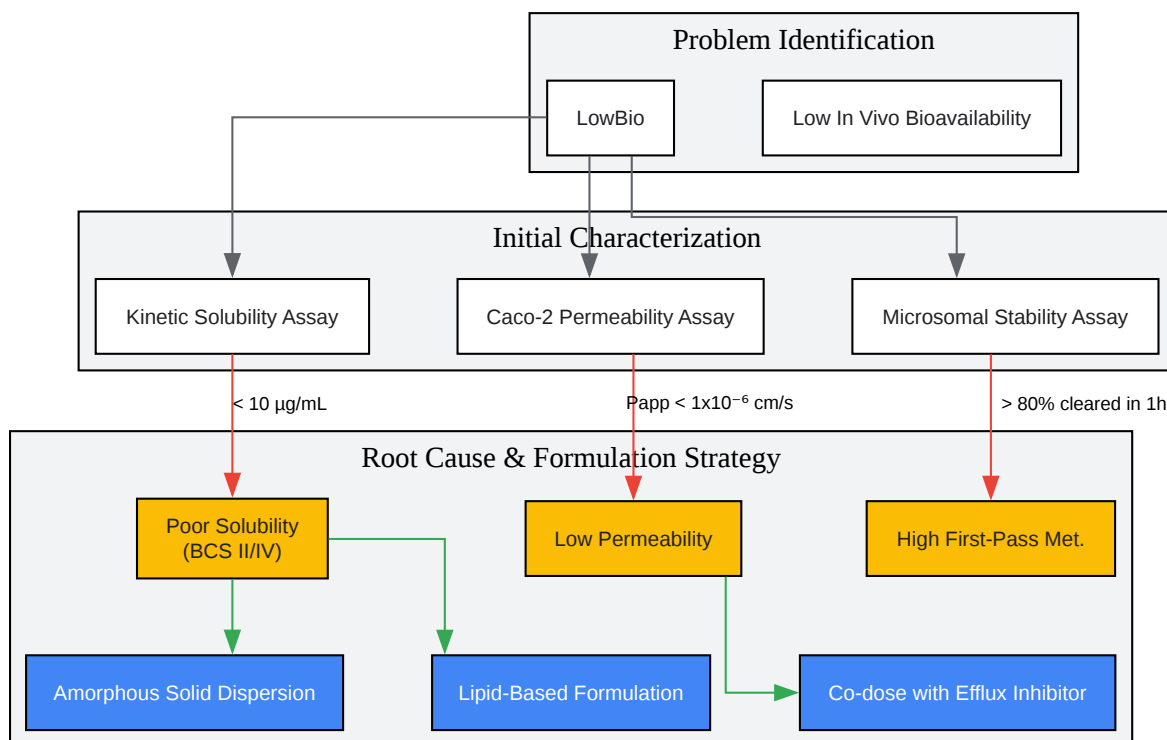 Problem Identification
LowBio
Low In Vivo Bioavailability
Initial Characterization
Kinetic Solubility Assay
Caco-2 Permeability Assay
Microsomal Stability Assay
< 10 µg/mL
Papp < 1x10⁻⁶ cm/s
> 80% cleared in 1h
Root Cause & Formulation Strategy
Poor Solubility
(BCS II/IV)
Low Permeability
High First-Pass Met.
Amorphous Solid Dispersion
Lipid-Based Formulation
Co-dose with Efflux Inhibitor